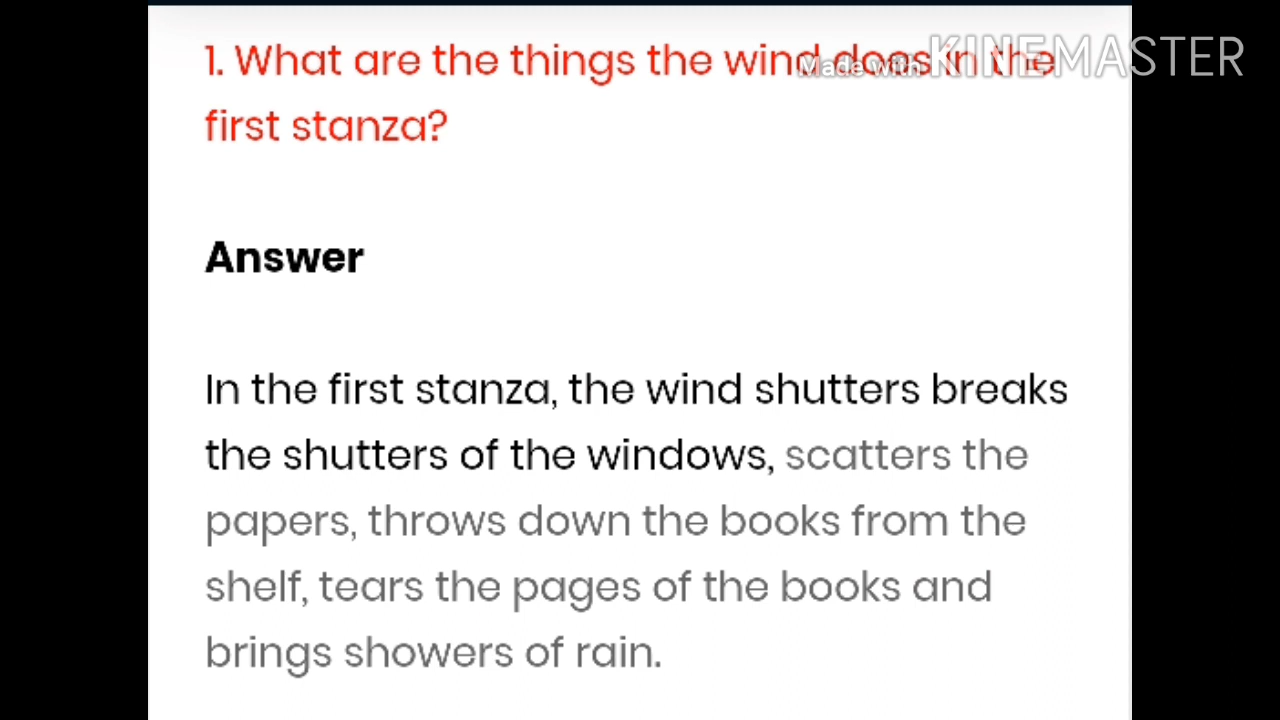 1. What are the things the wind does in the
Made with KINEMASTER
first stanza?
Answer
In the first stanza, the wind shutters breaks
the shutters of the windows, scatters the
papers, throws down the books from the
shelf, tears the pages of the books and
brings showers of rain.